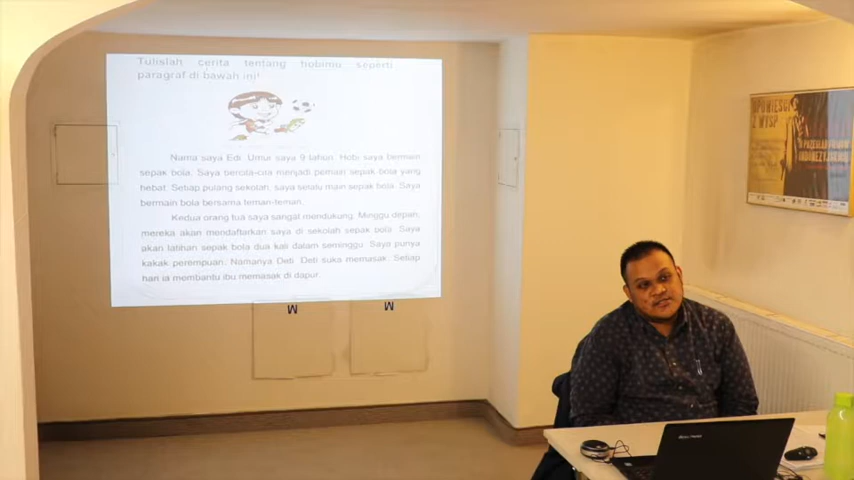 Tulislah cerita tentang hobimu seperti
paragraf di bawah ini!
Nama saya Edi. Umur saya 9 tahun. Hobi saya bermain
sepak bola. Saya bercita-cita menjadi pemain sepak bola yang
hebat. Setiap pulang sekolah, saya selalu main sepak bola. Saya
bermain bola bersama teman-teman.
Kedua orang tua saya sangat mendukung. Minggu depan,
mereka akan mendaftarkan saya di sekolah sepak bola. Saya
akan latihan sepak bola dua kali dalam seminggu. Saya punya
kakak perempuan. Namanya Deti. Deti suka memasak. Setiap
hari ia membantu ibu memasak di dapur.
M
M
OPOWIEŚCI
Z WYSP